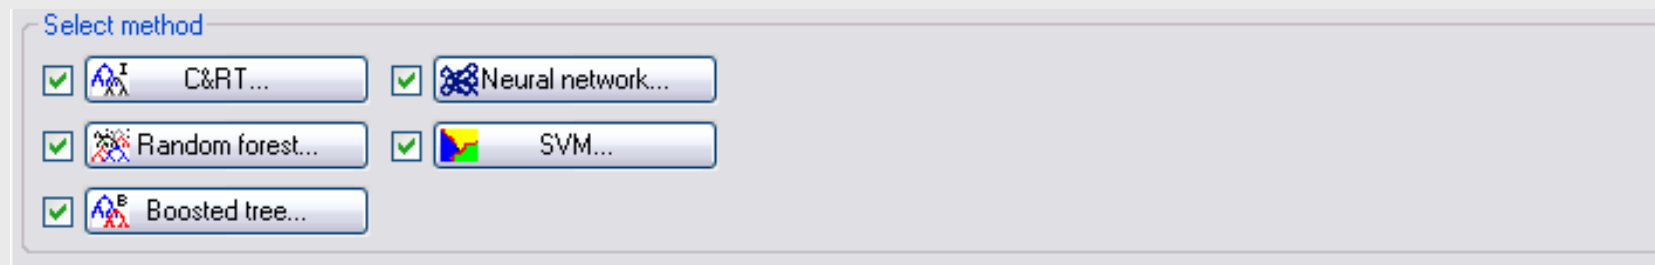 Select method
C&RT...
Neural network...
Random forest...
SVM...
Boosted tree...